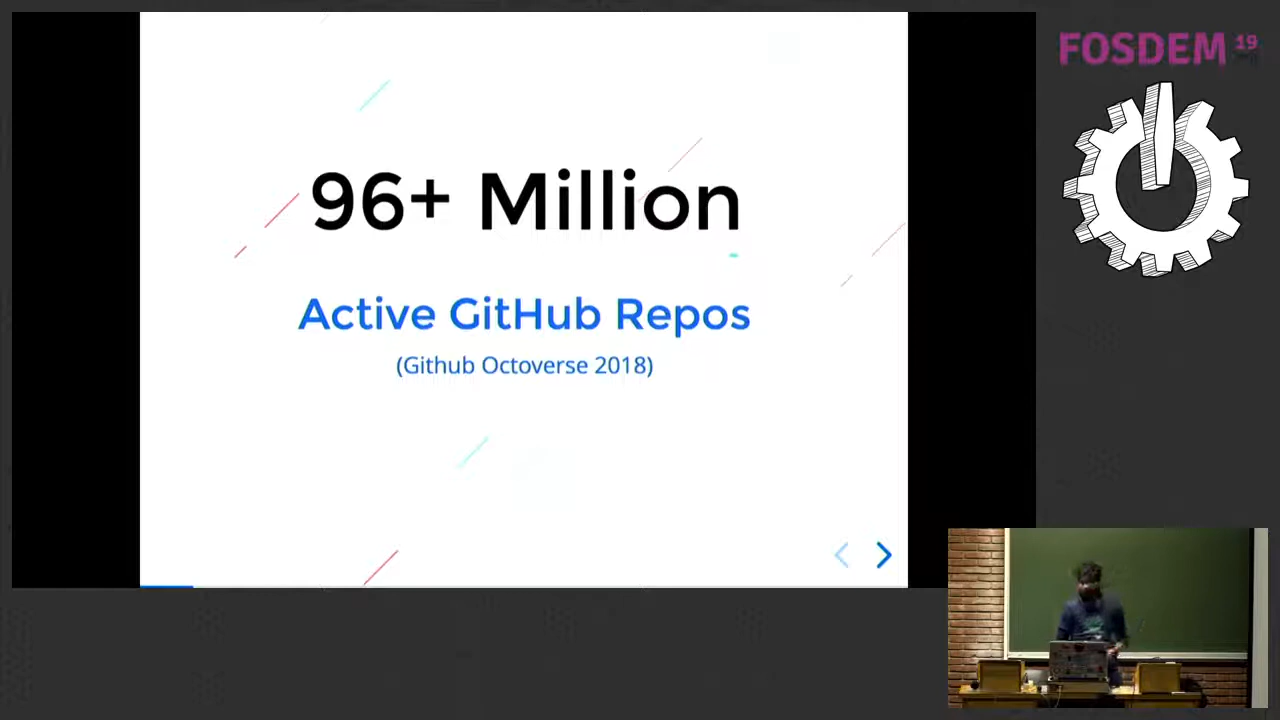 96+ Million
Active GitHub Repos
(Github Octoverse 2018)
FOSDEM 19